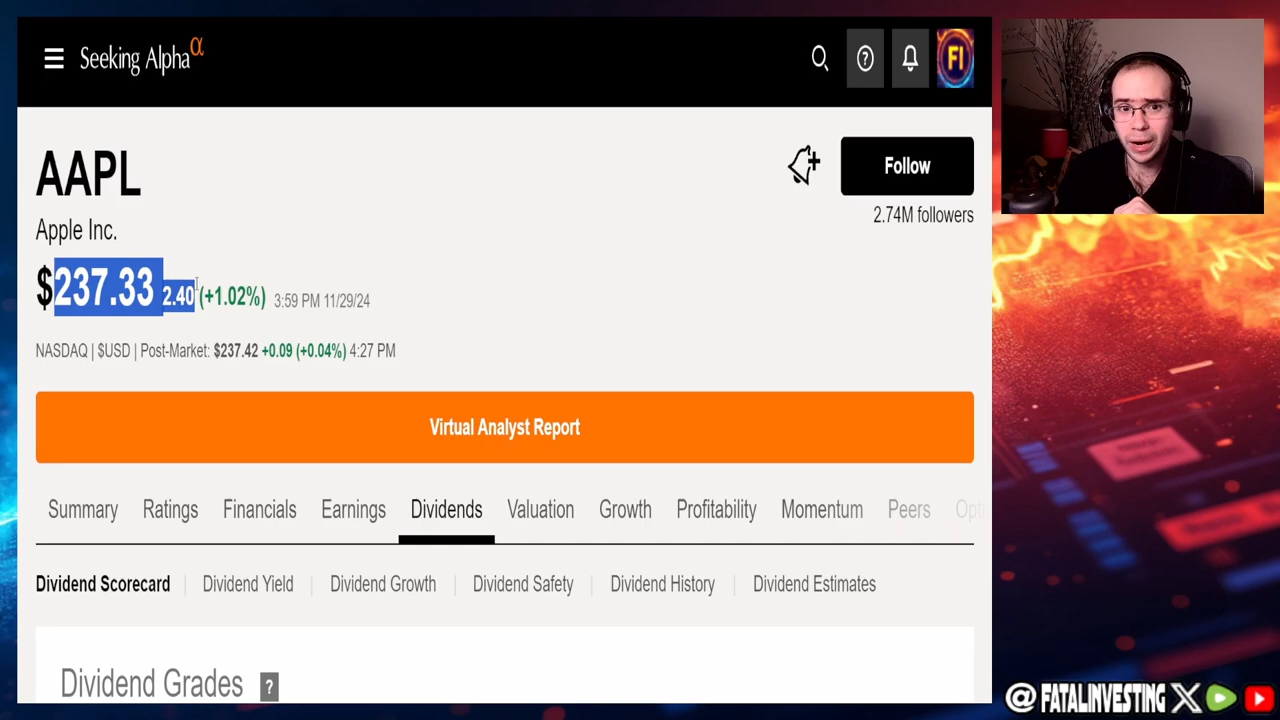 Seeking Alpha α
FI
AAPL
Follow
2.74M followers
Apple Inc.
$237.33 2.40 (+1.02%) 3:59 PM 11/29/24
NASDAQ | $USD | Post-Market: $237.42 +0.09 (+0.04%) 4:27 PM
Virtual Analyst Report
Summary Ratings Financials Earnings Dividends Valuation Growth Profitability Momentum Peers Opt
Dividend Scorecard | Dividend Yield | Dividend Growth | Dividend Safety | Dividend History | Dividend Estimates
Dividend Grades ?
@FATALINVESTING X